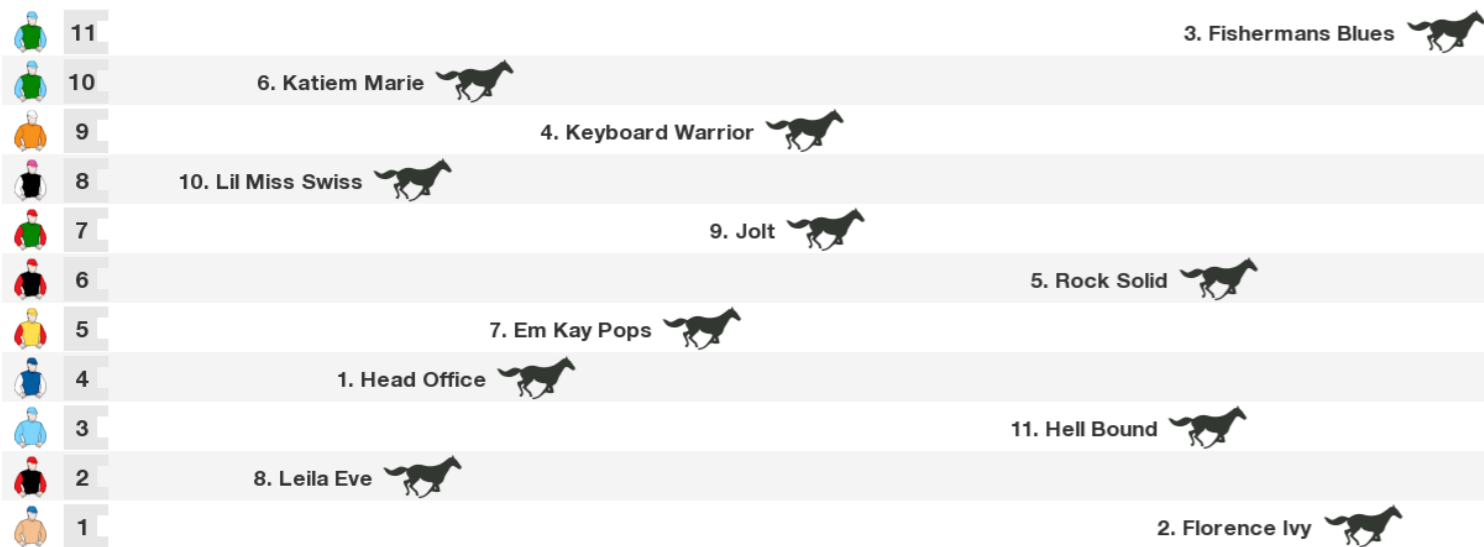 11 3. Fishermans Blues
10 6. Katiem Marie
9 4. Keyboard Warrior
8 10. Lil Miss Swiss
7 9. Jolt
6 5. Rock Solid
5 7. Em Kay Pops
4 1. Head Office
3 11. Hell Bound
2 8. Leila Eve
1 2. Florence Ivy